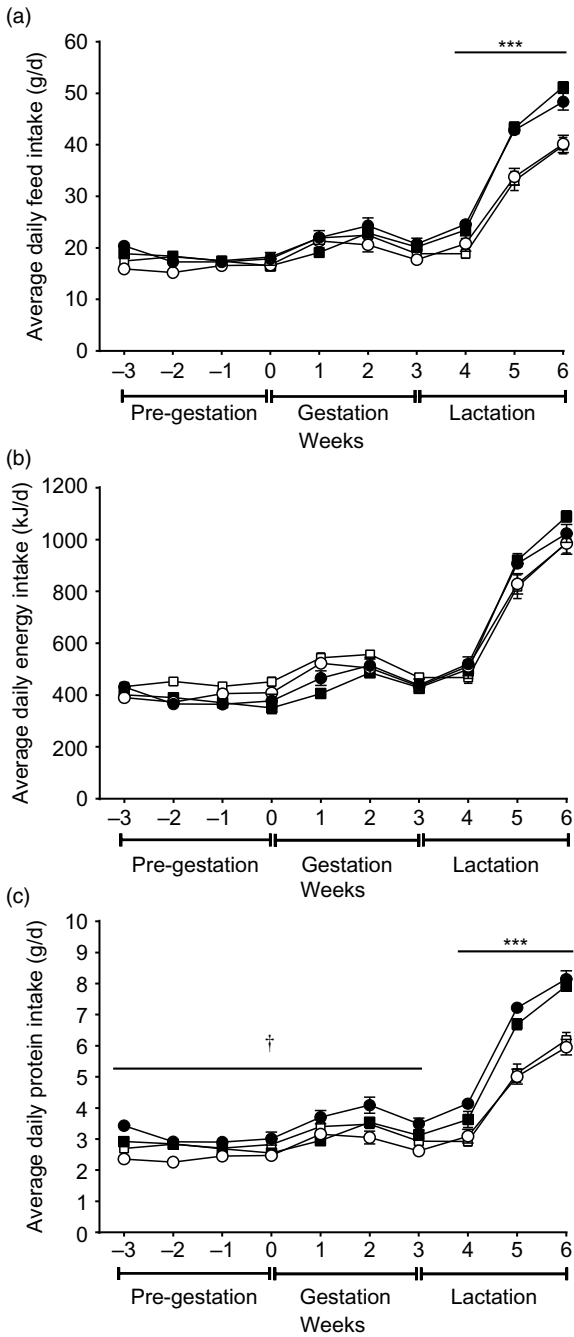 (a)
Average daily feed intake (g/d)
60
50
40
30
20
10
0
***
–3 –2 –1 0 1 2 3 4 5 6
Pre-gestation Gestation Lactation
Weeks
(b)
Average daily energy intake (kJ/d)
1200
1000
800
600
400
200
0
–3 –2 –1 0 1 2 3 4 5 6
Pre-gestation Gestation Lactation
Weeks
(c)
Average daily protein intake (g/d)
10
9
8
7
6
5
4
3
2
1
0
***
†
–3 –2 –1 0 1 2 3 4 5 6
Pre-gestation Gestation Lactation
Weeks